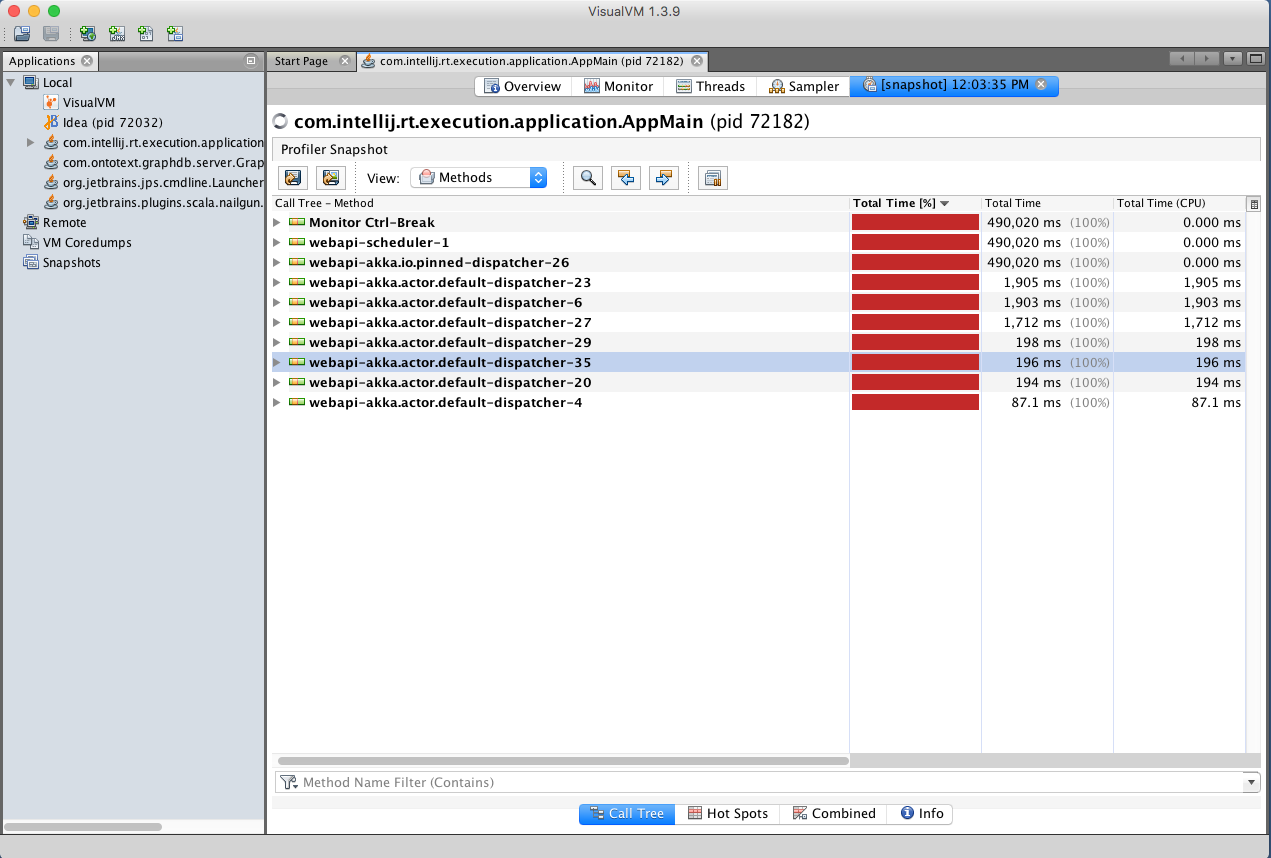 VisualVM 1.3.9
Applications
Start Page
com.intellij.rt.execution.application.AppMain (pid 72182)
Local
VisualVM
Idea (pid 72032)
com.intellij.rt.execution.application
com.ontotext.graphdb.server.Grap
org.jetbrains.jps.cmdline.Launcher
org.jetbrains.plugins.scala.nailgun.
Remote
VM Coredumps
Snapshots
Overview
Monitor
Threads
Sampler
[snapshot] 12:03:35 PM
com.intellij.rt.execution.application.AppMain (pid 72182)
Profiler Snapshot
View: Methods
Call Tree – Method Total Time [%] Total Time Total Time (CPU)
Monitor Ctrl-Break 490,020 ms (100%) 0.000 ms
webapi-scheduler-1 490,020 ms (100%) 0.000 ms
webapi-akka.io.pinned-dispatcher-26 490,020 ms (100%) 0.000 ms
webapi-akka.actor.default-dispatcher-23 1,905 ms (100%) 1,905 ms
webapi-akka.actor.default-dispatcher-6 1,903 ms (100%) 1,903 ms
webapi-akka.actor.default-dispatcher-27 1,712 ms (100%) 1,712 ms
webapi-akka.actor.default-dispatcher-29 198 ms (100%) 198 ms
webapi-akka.actor.default-dispatcher-35 196 ms (100%) 196 ms
webapi-akka.actor.default-dispatcher-20 194 ms (100%) 194 ms
webapi-akka.actor.default-dispatcher-4 87.1 ms (100%) 87.1 ms
Method Name Filter (Contains)
Call Tree
Hot Spots
Combined
Info